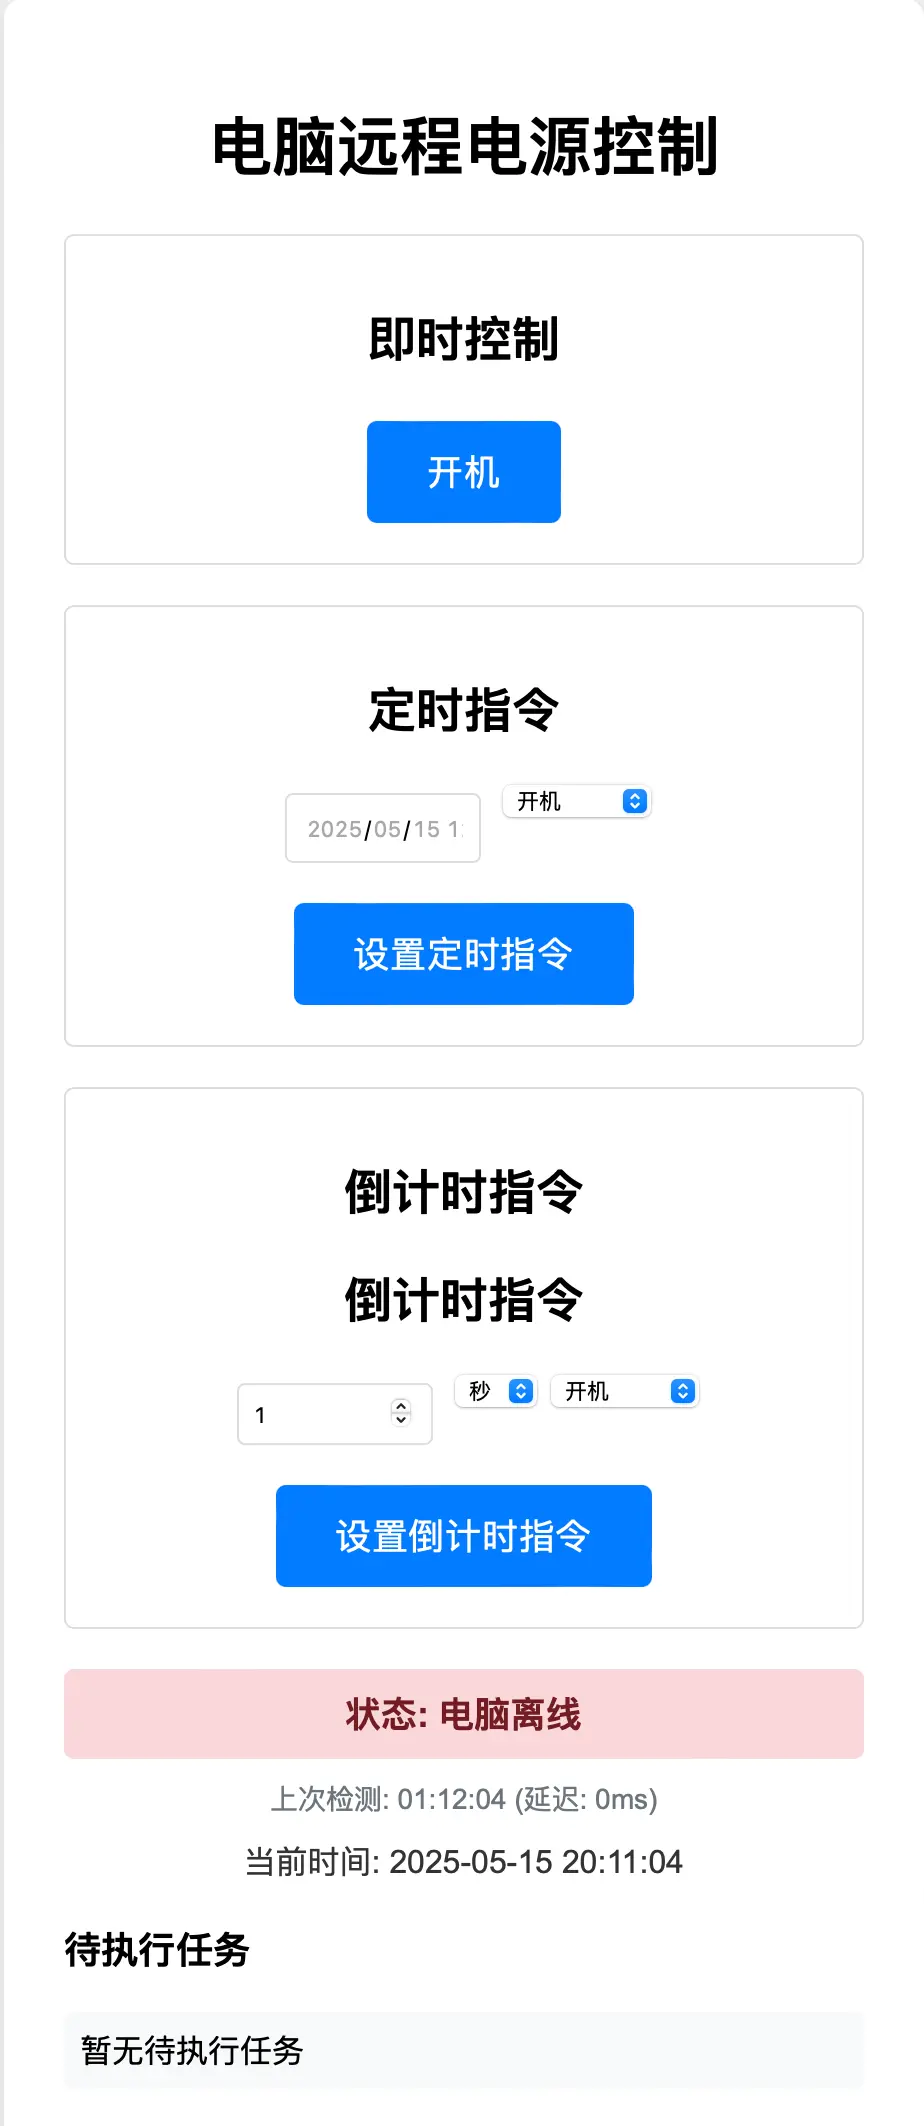 电脑远程电源控制
即时控制
开机
定时指令
2025/05/15 1
开机
设置定时指令
倒计时指令
倒计时指令
1
秒
开机
设置倒计时指令
状态: 电脑离线
上次检测: 01:12:04 (延迟: 0ms)
当前时间: 2025-05-15 20:11:04
待执行任务
暂无待执行任务